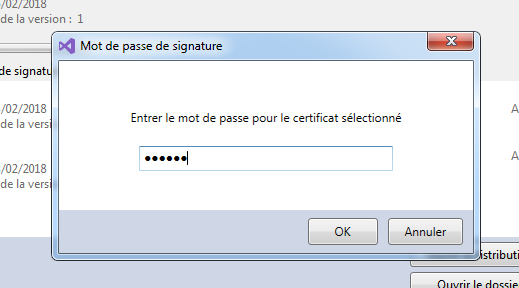 /02/2018
de la version : 1
Mot de passe de signature
de signatu
/02/2018
de la versi
Entrer le mot de passe pour le certificat sélectionné
••••••
/02/2018
de la versi
OK
Annuler
Ouvrir le dossie